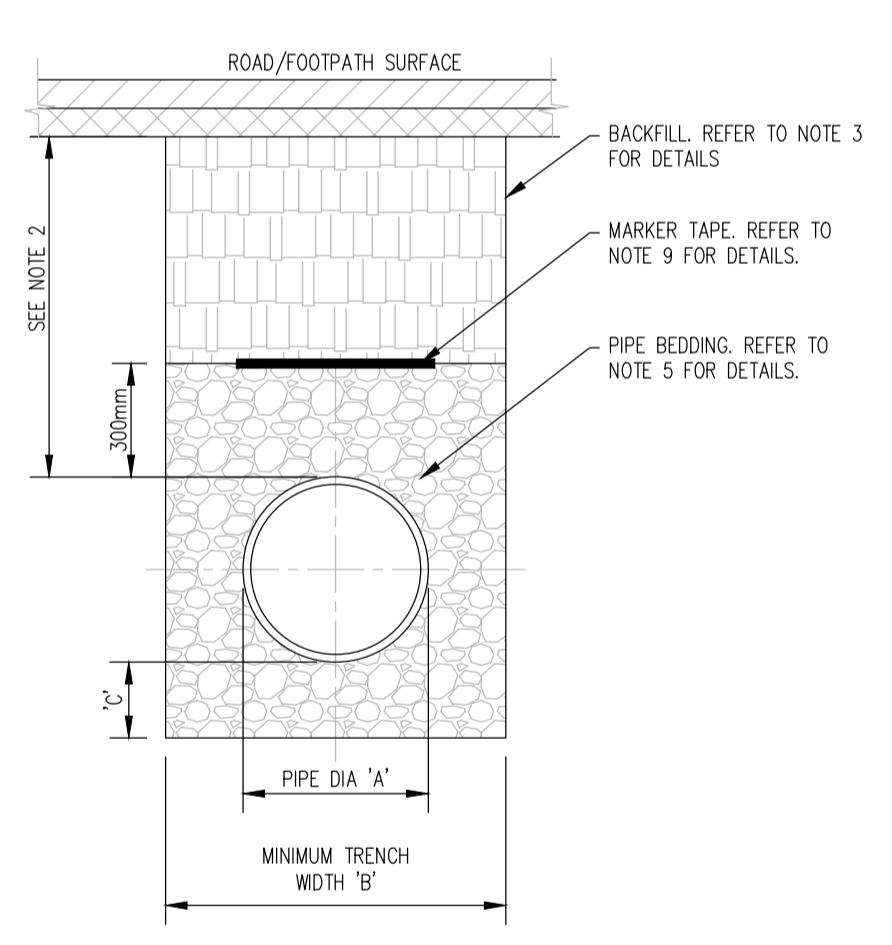 ROAD/FOOTPATH SURFACE
BACKFILL. REFER TO NOTE 3
FOR DETAILS
MARKER TAPE. REFER TO
NOTE 9 FOR DETAILS.
SEE NOTE 2
PIPE BEDDING. REFER TO
NOTE 5 FOR DETAILS.
300mm
'C'
PIPE DIA 'A'
MINIMUM TRENCH
WIDTH 'B'